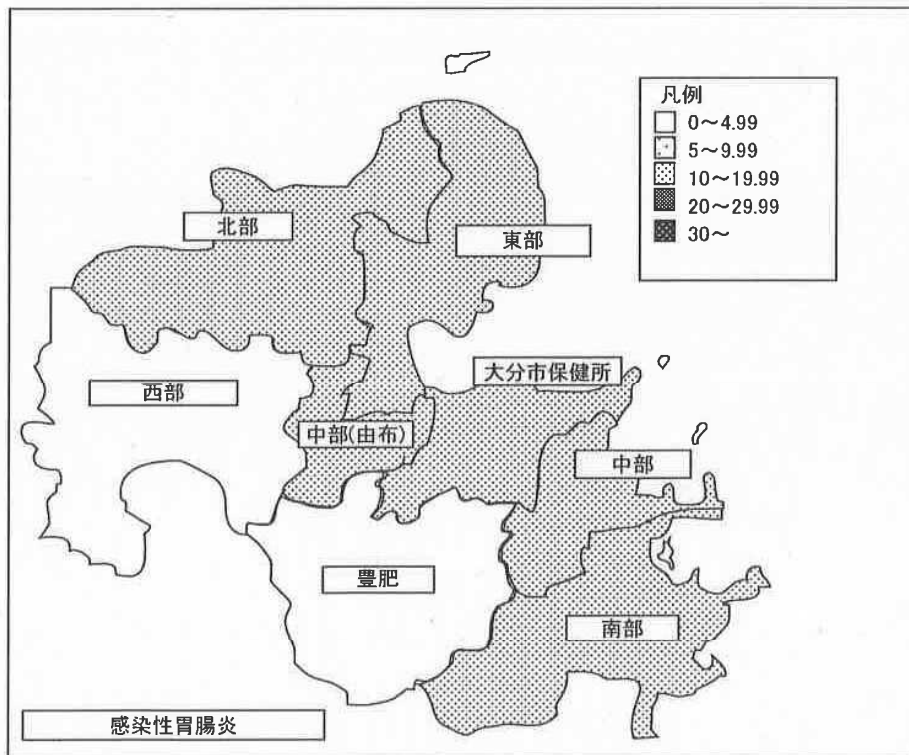 凡例
0～4.99
5～9.99
10～19.99
20～29.99
30～
北部
東部
大分市保健所
西部
中部(由布)
中部
豊肥
南部
感染性胃腸炎